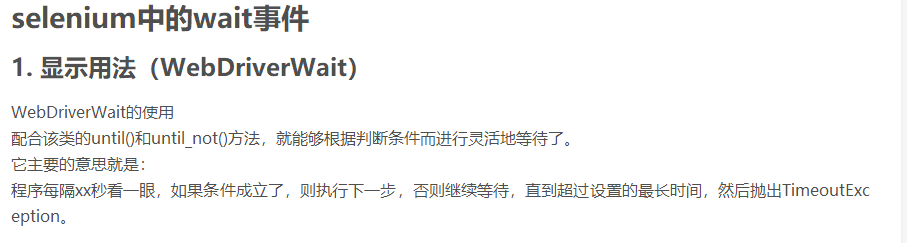 selenium中的wait事件
1. 显示用法（WebDriverWait）
WebDriverWait的使用
配合该类的until()和until_not()方法，就能够根据判断条件而进行灵活地等待了。
它主要的意思就是：
程序每隔xx秒看一眼，如果条件成立了，则执行下一步，否则继续等待，直到超过设置的最长时间，然后抛出TimeoutExc
eption。